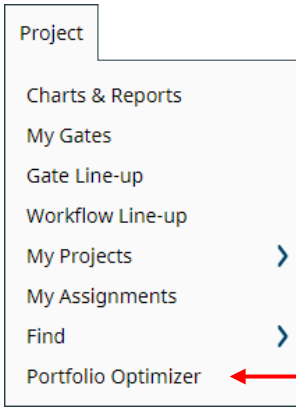 Project
Charts & Reports
My Gates
Gate Line-up
Workflow Line-up
My Projects
My Assignments
Find
Portfolio Optimizer